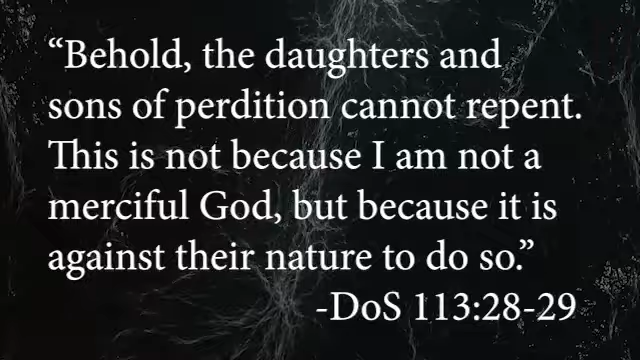 “Behold, the daughters and
sons of perdition cannot repent.
This is not because I am not a
merciful God, but because it is
against their nature to do so.”
-DoS 113:28-29